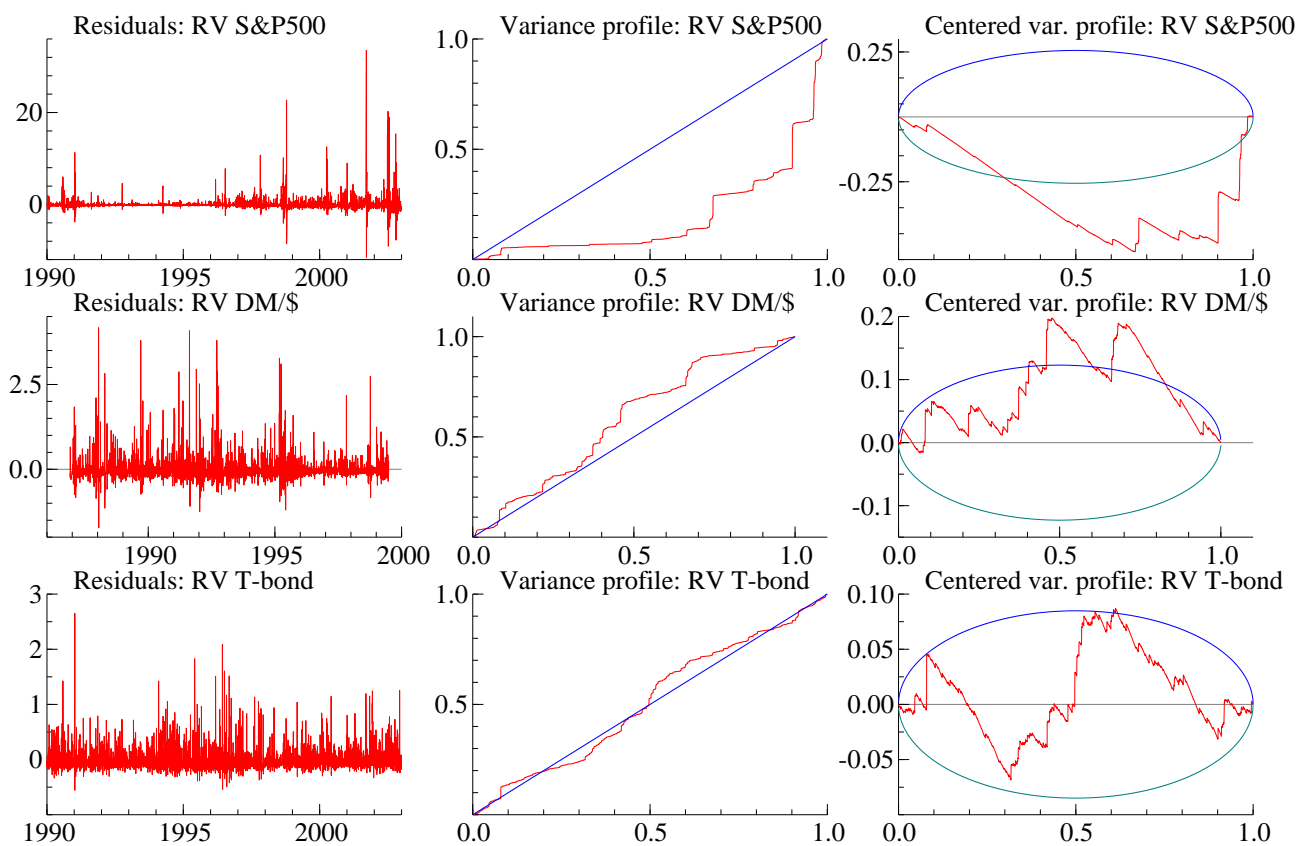 Residuals: RV S&P500
Variance profile: RV S&P500
Centered var. profile: RV S&P500
20
0
1990 1995 2000
1.0
0.5
0.0 0.5 1.0
0.25
-0.25
0.0 0.5 1.0
Residuals: RV DM/$
Variance profile: RV DM/$
Centered var. profile: RV DM/$
2.5
0.0
1990 1995 2000
1.0
0.5
0.0 0.5 1.0
0.2
0.1
0.0
-0.1
0.0 0.5 1.0
Residuals: RV T-bond
Variance profile: RV T-bond
Centered var. profile: RV T-bond
3
2
1
0
1990 1995 2000
1.0
0.5
0.0 0.5 1.0
0.10
0.05
0.00
-0.05
0.0 0.5 1.0